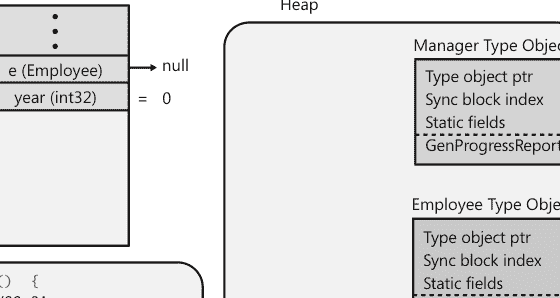 Heap
e (Employee)
null
year (int32)
= 0
Manager Type Objec
Type object ptr
Sync block index
Static fields
GenProgressReport
Employee Type Obje
Type object ptr
Sync block index
Static fields
() {